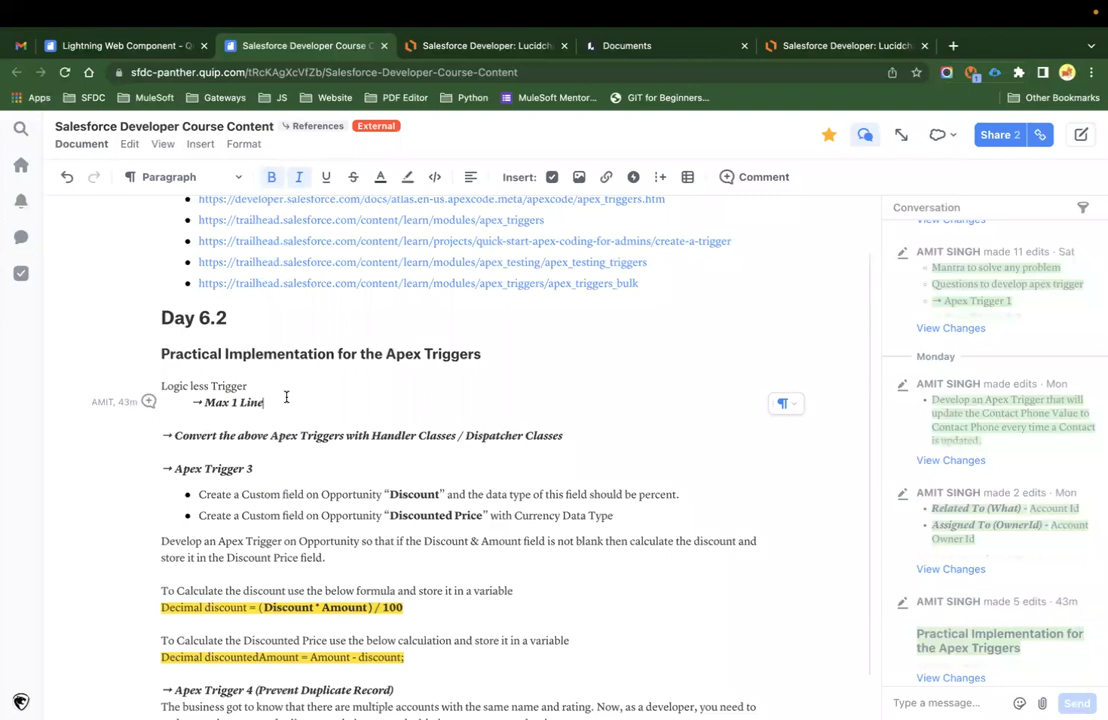 Lightning Web Component - Q
Salesforce Developer Course C
Salesforce Developer: Lucidch
Documents
Salesforce Developer: Lucidch
sfdc-panther.quip.com/tRcKAgXcVfZb/Salesforce-Developer-Course-Content
Apps
SFDC
MuleSoft
Gateways
JS
Website
PDF Editor
Python
MuleSoft Mentor...
GIT for Beginners...
Other Bookmarks
Salesforce Developer Course Content
References
External
Document Edit View Insert Format
Share 2
Paragraph
B I U S A
Insert:
Comment
https://developer.salesforce.com/docs/atlas.en-us.apexcode.meta/apexcode/apex_triggers.htm
https://trailhead.salesforce.com/content/learn/modules/apex_triggers
https://trailhead.salesforce.com/content/learn/projects/quick-start-apex-coding-for-admins/create-a-trigger
https://trailhead.salesforce.com/content/learn/modules/apex_testing/apex_testing_triggers
https://trailhead.salesforce.com/content/learn/modules/apex_triggers/apex_triggers_bulk
Day 6.2
Practical Implementation for the Apex Triggers
Logic less Trigger
AMIT, 43m
→ Max 1 Line
→ Convert the above Apex Triggers with Handler Classes / Dispatcher Classes
→ Apex Trigger 3
Create a Custom field on Opportunity “Discount” and the data type of this field should be percent.
Create a Custom field on Opportunity “Discounted Price” with Currency Data Type
Develop an Apex Trigger on Opportunity so that if the Discount & Amount field is not blank then calculate the discount and
store it in the Discount Price field.
To Calculate the discount use the below formula and store it in a variable
Decimal discount = ( Discount * Amount ) / 100
To Calculate the Discounted Price use the below calculation and store it in a variable
Decimal discountedAmount = Amount - discount;
→ Apex Trigger 4 (Prevent Duplicate Record)
The business got to know that there are multiple accounts with the same name and rating. Now, as a developer, you need to
Conversation
View Changes
AMIT SINGH made 11 edits · Sat
Mantra to solve any problem
Questions to develop apex trigger
→ Apex Trigger 1
View Changes
Monday
AMIT SINGH made edits · Mon
Develop an Apex Trigger that will
update the Contact Phone Value to
Contact Phone every time a Contact
is updated.
View Changes
AMIT SINGH made 2 edits · Mon
Related To (What) - Account Id
Assigned To (OwnerId) - Account
Owner Id
View Changes
AMIT SINGH made 5 edits · 43m
Practical Implementation for
the Apex Triggers
View Changes
Type a message...
Send